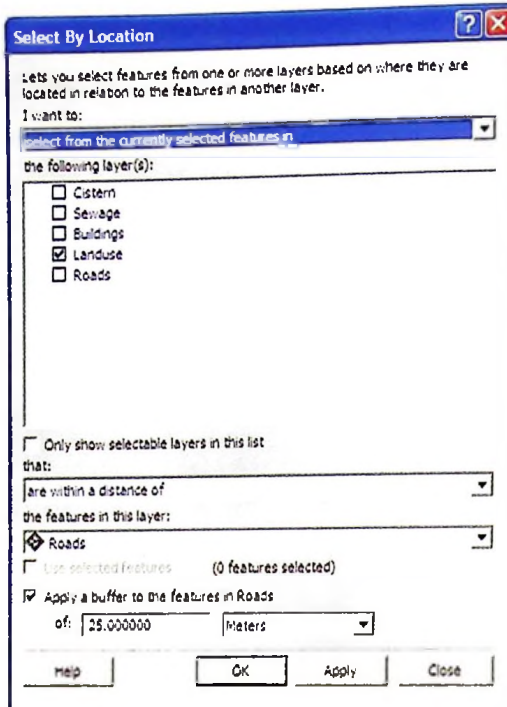 Select By Location
?
Lets you select features from one or more layers based on where they are
located in relation to the features in another layer.
I want to:
select from the currently selected features in
the following layer(s):
Cistern
Sewage
Buildings
Landuse
Roads
Only show selectable layers in this list
that:
are within a distance of
the features in this layer:
Roads
Use selected features (0 features selected)
Apply a buffer to the features in Roads
of: 25.000000 Meters
Help OK Apply Close